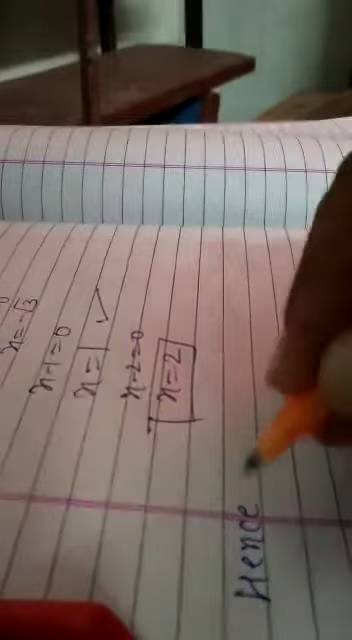 x=-√3
x-1=0
x=1 ✓
x-2=0
x=2
Hence